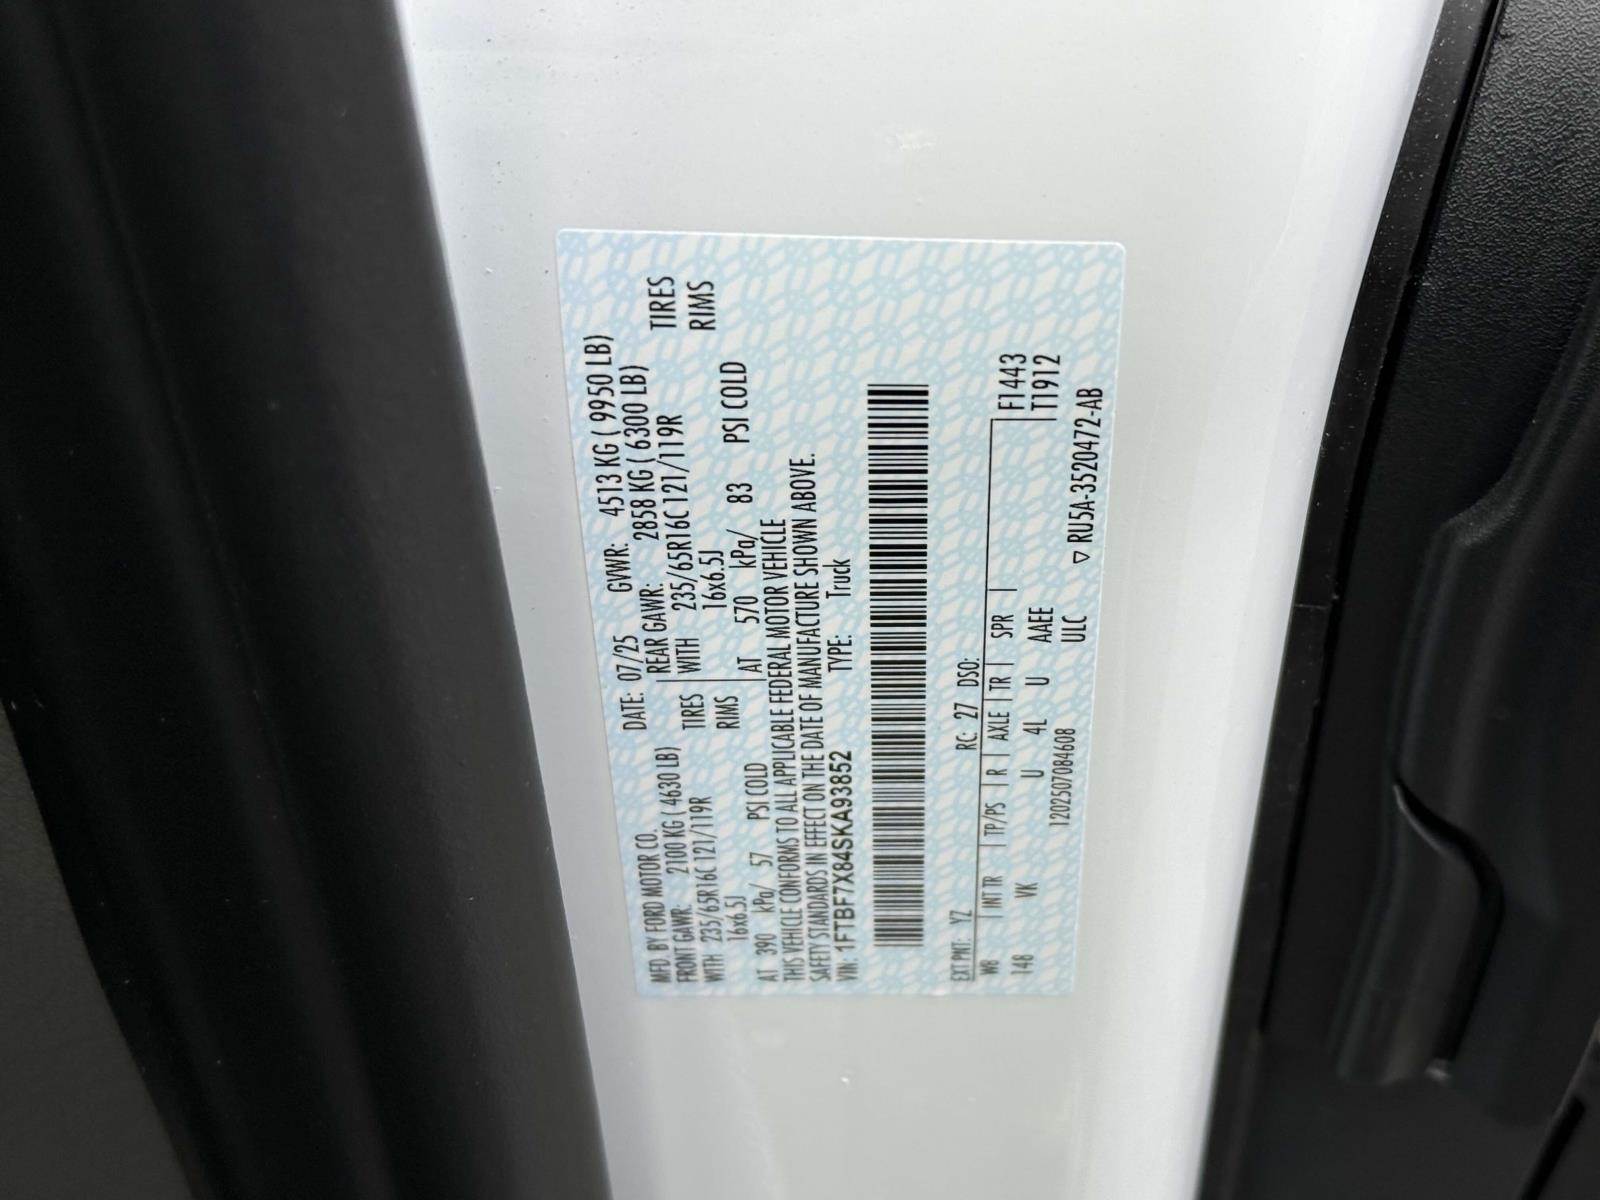 MFD. BY FORD MOTOR CO. DATE: 07/25 GVWR: 4513 KG ( 9950 LB)
FRONT GAWR: 2100 KG ( 4630 LB) REAR GAWR: 2858 KG ( 6300 LB)
WITH 235/65R16C 121/119R TIRES WITH 235/65R16C 121/119R TIRES
16x6.5J RIMS 16x6.5J RIMS
AT 390 kPa/ 57 PSI COLD AT 570 kPa/ 83 PSI COLD
THIS VEHICLE CONFORMS TO ALL APPLICABLE FEDERAL MOTOR VEHICLE
SAFETY STANDARDS IN EFFECT ON THE DATE OF MANUFACTURE SHOWN ABOVE.
VIN: 1FTBF7X84SKA93852 TYPE: Truck
EXT PNT: YZ RC: 27 DSO:
WB INT TR TP/PS R AXLE TR SPR F1443
148 VK U 4L U AAEE T1912
120250708​4608 ULC
▽ RU5A-3520472-AB